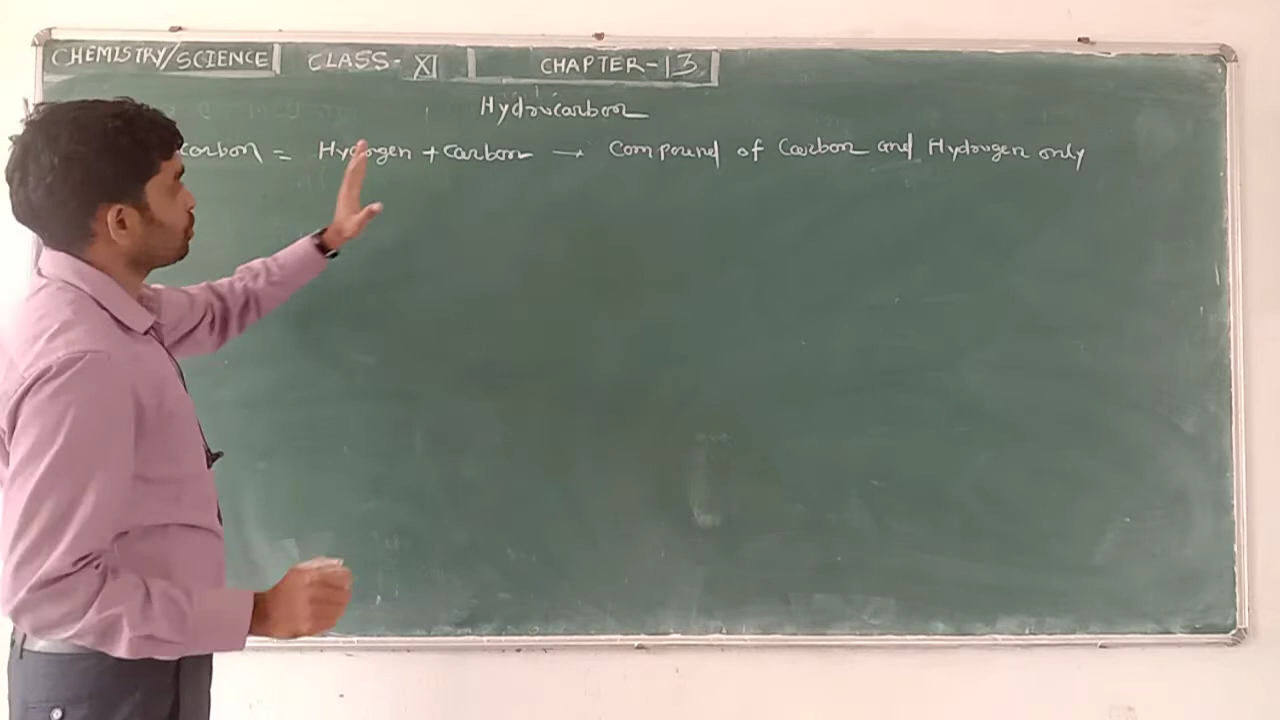 CHEMISTRY/SCIENCE CLASS- XI CHAPTER-13
Hydrocarbon
carbon = Hydrogen + Carbon → Compound of Carbon and Hydrogen only